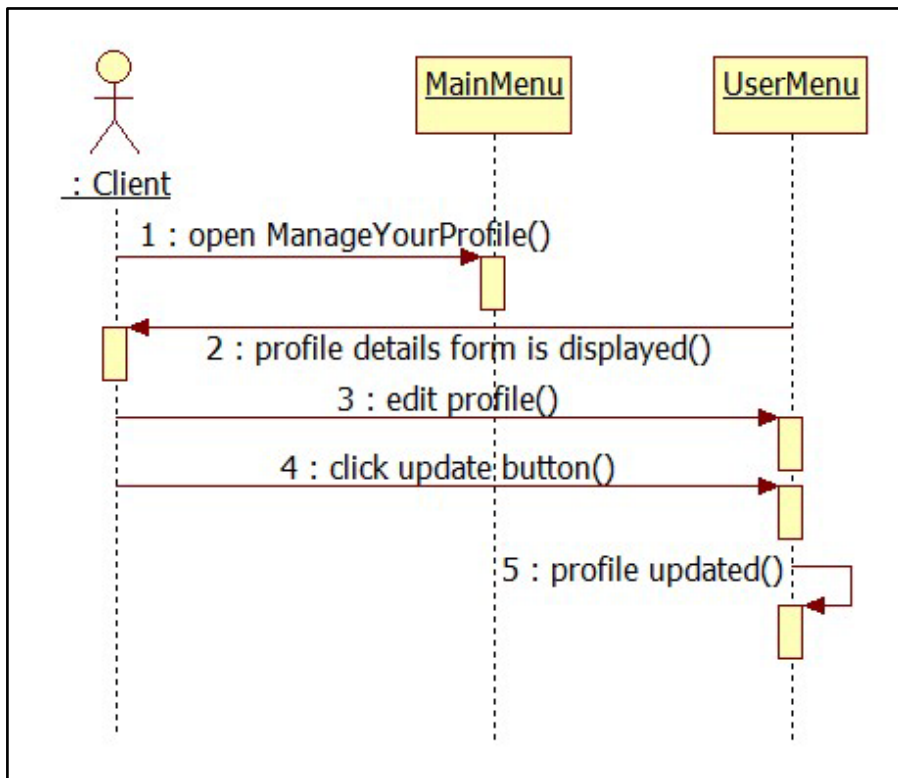 MainMenu
UserMenu
: Client
1 : open ManageYourProfile()
2 : profile details form is displayed()
3 : edit profile()
4 : click update button()
5 : profile updated()